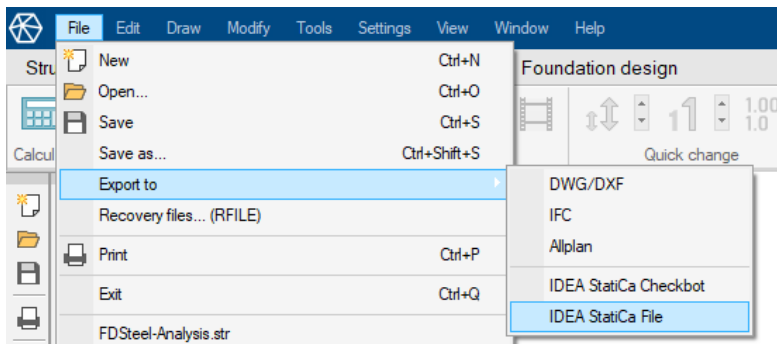 File Edit Draw Modify Tools Settings View Window Help
Stru
Foundation design
New Ctrl+N
Open... Ctrl+O
Save Ctrl+S
Save as... Ctrl+Shift+S
Export to
Recovery files... (RFILE)
Print Ctrl+P
Exit Ctrl+Q
FDSteel-Analysis.str
Calcul
1.00
1.0
Quick change
DWG/DXF
IFC
Allplan
IDEA StatiCa Checkbot
IDEA StatiCa File